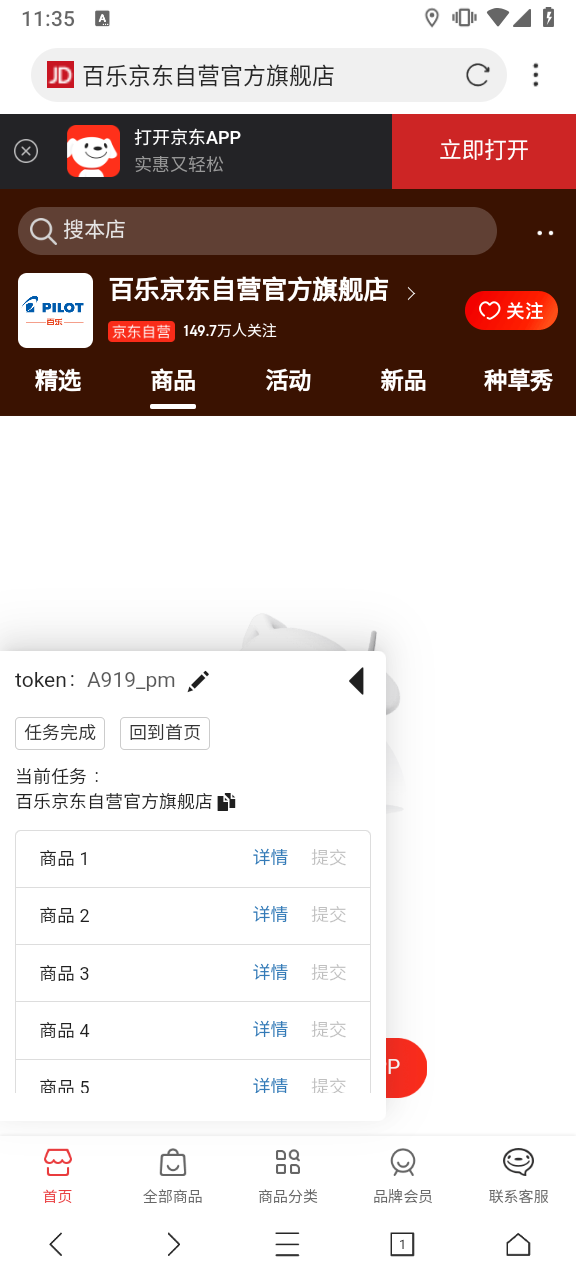 11:35
A
JD 百乐京东自营官方旗舰店
打开京东APP
实惠又轻松
立即打开
搜本店
PILOT
百乐
百乐京东自营官方旗舰店
京东自营 149.7万人关注
关注
精选 商品 活动 新品 种草秀
token： A919_pm
任务完成 回到首页
当前任务：
百乐京东自营官方旗舰店
商品 1 详情 提交
商品 2 详情 提交
商品 3 详情 提交
商品 4 详情 提交
商品 5 详情 提交
P
首页 全部商品 商品分类 品牌会员 联系客服
1